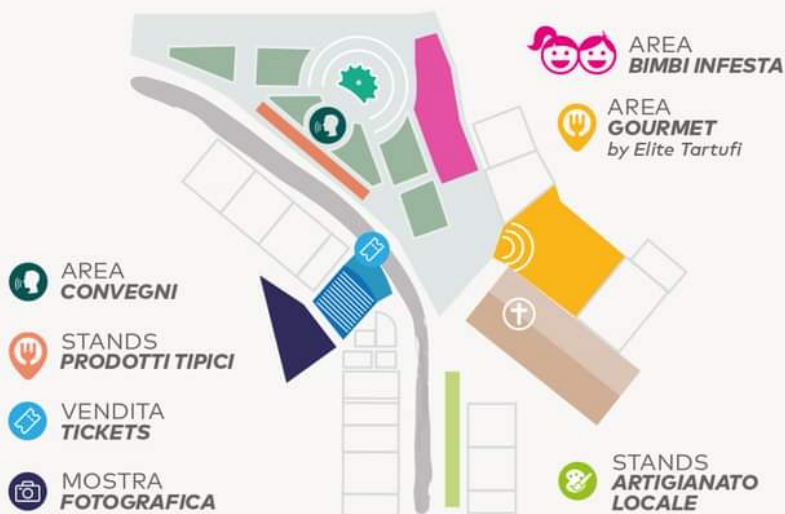 AREA
BIMBI INFESTA
AREA
GOURMET
by Elite Tartufi
AREA
CONVEGNI
STANDS
PRODOTTI TIPICI
VENDITA
TICKETS
MOSTRA
FOTOGRAFICA
STANDS
ARTIGIANATO
LOCALE